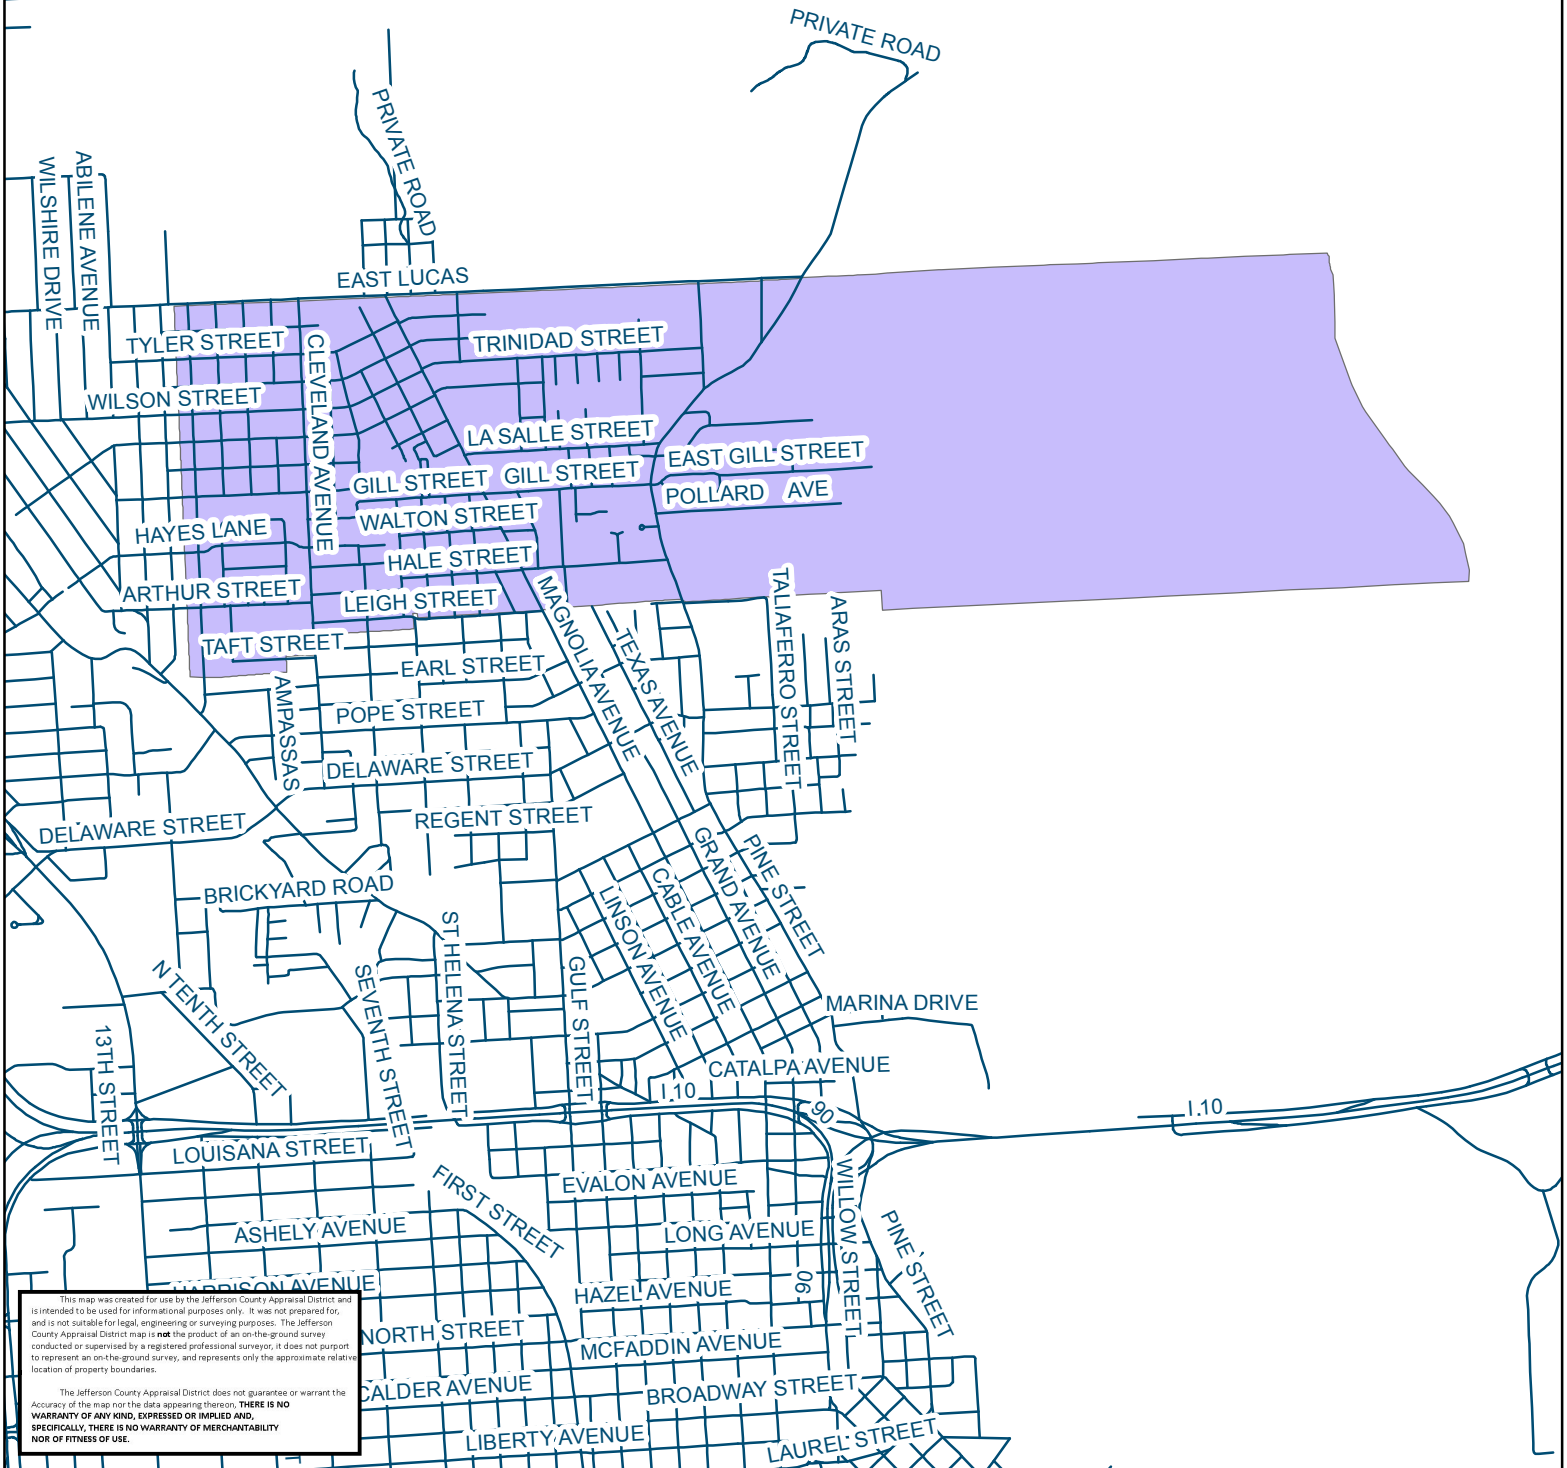 PRIVATE ROAD
PRIVATE ROAD
WILSHIRE DRIVE
ABILENE AVENUE
EAST LUCAS
TYLER STREET
CLEVELAND AVENUE
TRINIDAD STREET
WILSON STREET
LA SALLE STREET
EAST GILL STREET
GILL STREET
GILL STREET
POLLARD AVE
WALTON STREET
HAYES LANE
HALE STREET
ARTHUR STREET
LEIGH STREET
MAGNOLIA AVENUE
TALIAFERRO STREET
ARAS STREET
TEXAS AVENUE
TAFT STREET
EARL STREET
AMPASSAS
POPE STREET
DELAWARE STREET
DELAWARE STREET
REGENT STREET
GRAND AVENUE
PINE STREET
BRICKYARD ROAD
LINSON AVENUE
CABLE AVENUE
ST HELENA STREET
N TENTH STREET
SEVENTH STREET
GULF STREET
MARINA DRIVE
13TH STREET
CATALPA AVENUE
I 10
90
I 10
LOUISANA STREET
FIRST STREET
EVALON AVENUE
WILLOW STREET
PINE STREET
ASHELY AVENUE
LONG AVENUE
HARRISON AVENUE
HAZEL AVENUE
90
NORTH STREET
MCFADDIN AVENUE
CALDER AVENUE
BROADWAY STREET
LIBERTY AVENUE
LAUREL STREET
This map was created for use by the Jefferson County Appraisal District and
is intended to be used for informational purposes only. It was not prepared for,
and is not suitable for legal, engineering or surveying purposes. The Jefferson
County Appraisal District map is not the product of an on-the-ground survey
conducted or supervised by a registered professional surveyor, it does not purport
to represent an on-the-ground survey, and represents only the approximate relative
location of property boundaries.
The Jefferson County Appraisal District does not guarantee or warrant the
Accuracy of the map nor the data appearing thereon, THERE IS NO
WARRANTY OF ANY KIND, EXPRESSED OR IMPLIED AND,
SPECIFICALLY, THERE IS NO WARRANTY OF MERCHANTABILITY
NOR OF FITNESS OF USE.